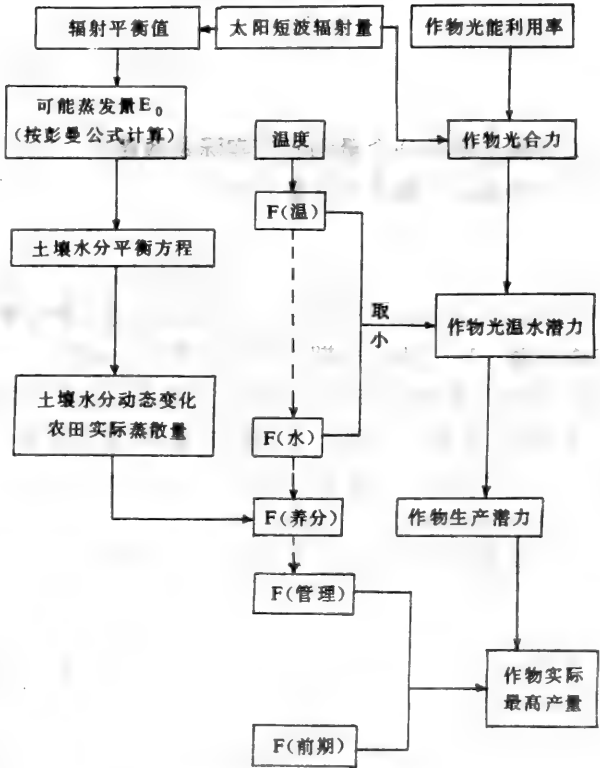 辐射平衡值
太阳短波辐射量
作物光能利用率
可能蒸发量E₀
(按彭曼公式计算)
温度
作物光合力
F(温)
土壤水分平衡方程
取
小
作物光温水潜力
土壤水分动态变化
农田实际蒸散量
F(水)
F(养分)
作物生产潜力
F(管理)
作物实际
最高产量
F(前期)